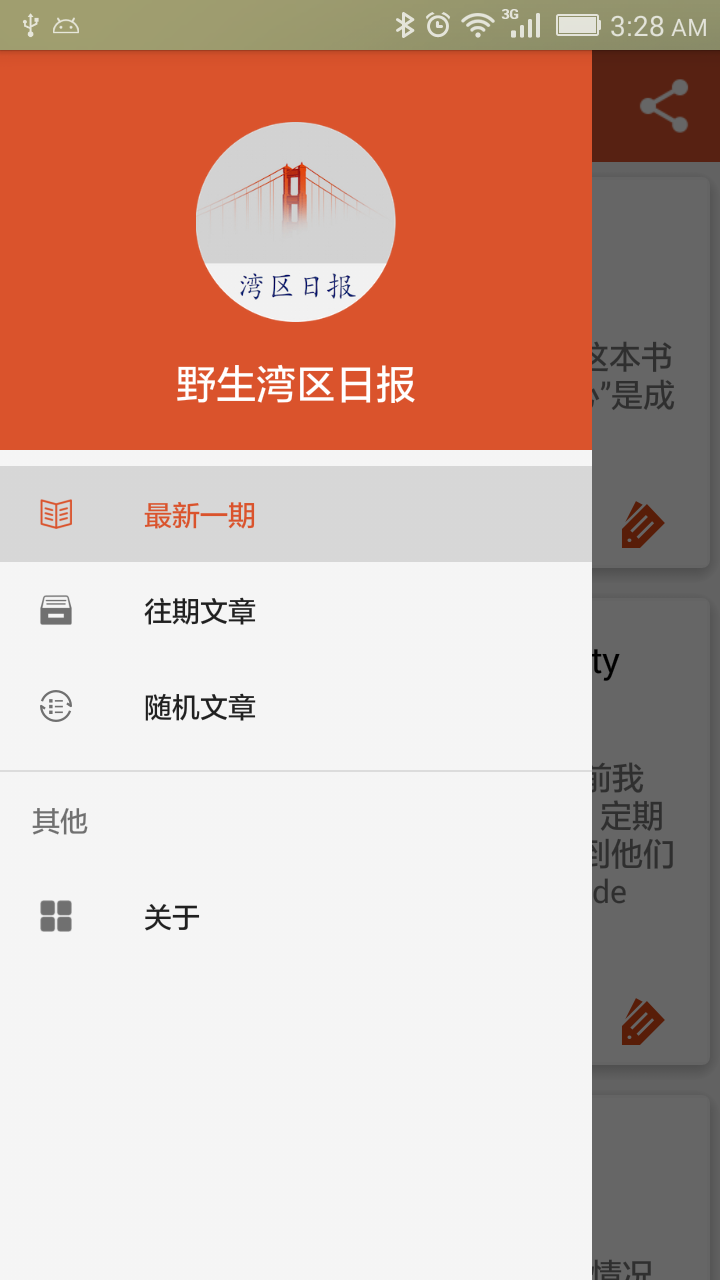 3G
3:28 AM
湾区日报
野生湾区日报
这本书
”是成
最新一期
往期文章
ty
随机文章
前我
其他
定期
到他们
de
关于
情况